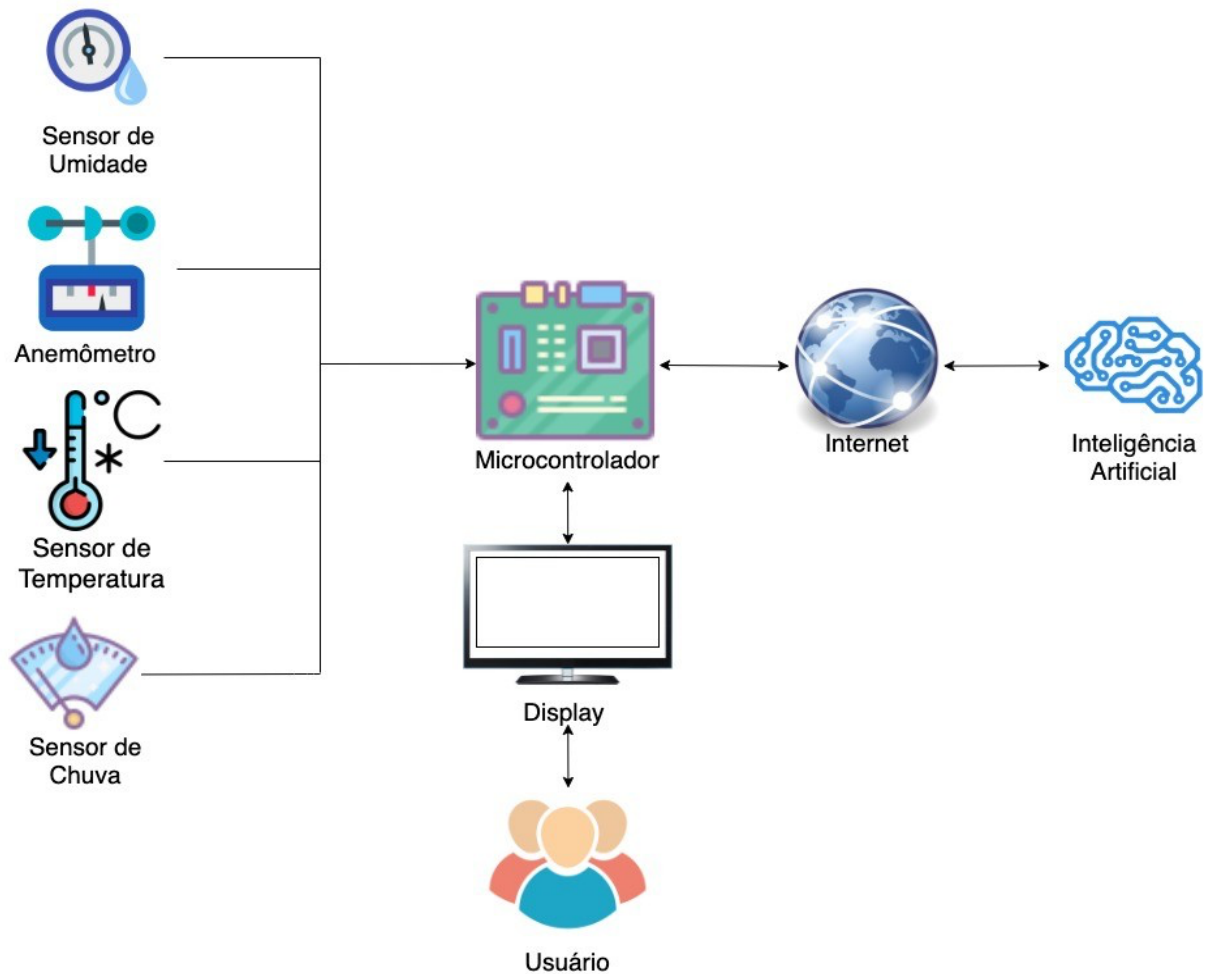 Sensor de
Umidade
Anemômetro
Sensor de
Temperatura
Sensor de
Chuva
Microcontrolador
Internet
Inteligência
Artificial
Display
Usuário